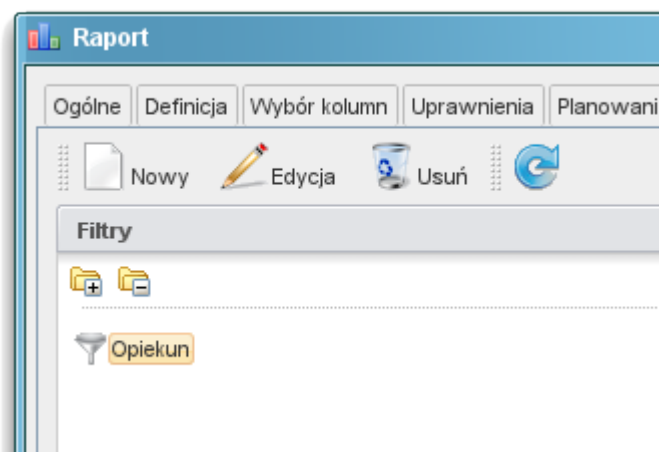 Raport
Ogólne Definicja Wybór kolumn Uprawnienia Planowani
Nowy Edycja Usuń
Filtry
Opiekun